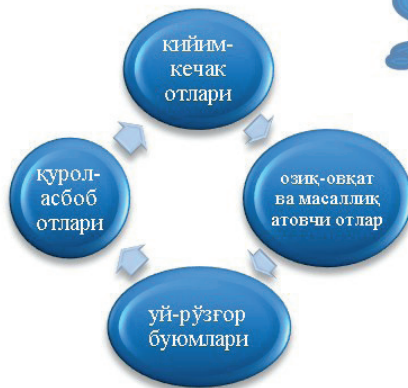 кийим-
кечак
отлари
озиқ-овқат
ва масаллиқ
атовчи отлар
уй-рўзғор
буюмлари
қурол-
асбоб
отлари